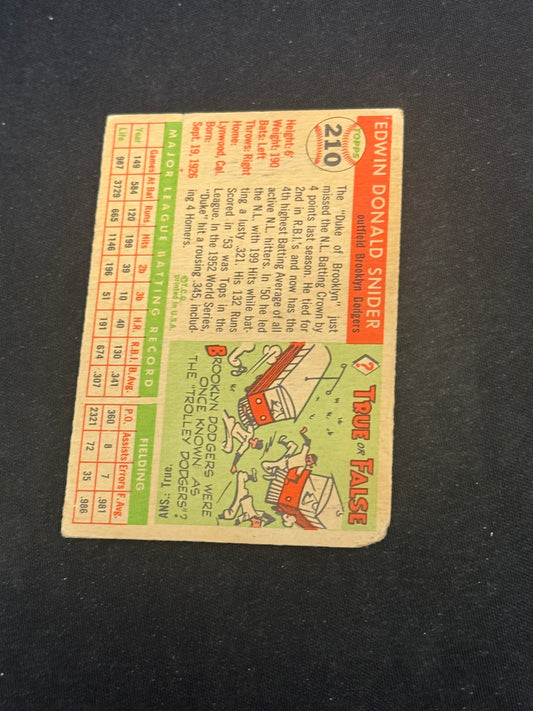 TOPPS
210
EDWIN DONALD SNIDER
outfield Brooklyn Dodgers
Height: 6'
Weight: 190
Bats: Left
Throws: Right
Home:
Lynwood, Cal.
Born:
Sept. 19, 1926
The "Duke of Brooklyn" just
missed the N.L. Batting Crown by
4 points last season. He tied for
2nd in R.B.I.'s and now has the
4th highest Batting Average of all
active N.L. hitters. In '50 he led
the N.L. with 199 Hits while bat-
ting a lusty .321. His 132 Runs
Scored in '53 was Tops in the
League. In the 1952 World Series,
"Duke" hit a rousing .345, includ-
ing 4 Homers.
©T.C.G.
Printed in U.S.A.
?
TRUE OR FALSE
BROOKLYN DODGERS WERE
ONCE KNOWN AS
THE "TROLLEY DODGERS"?
ANS: True.
MAJOR LEAGUE BATTING RECORD
FIELDING
Year Games At Bat Runs Hits 2b 3b H.R. R.B.I. B.Avg. P.O. Assists Errors F.Avg.
Year 149 584 120 199 39 10 40 130 .341 360 8 7 .981
Life 987 3729 665 1146 196 51 191 674 .307 2321 72 35 .986